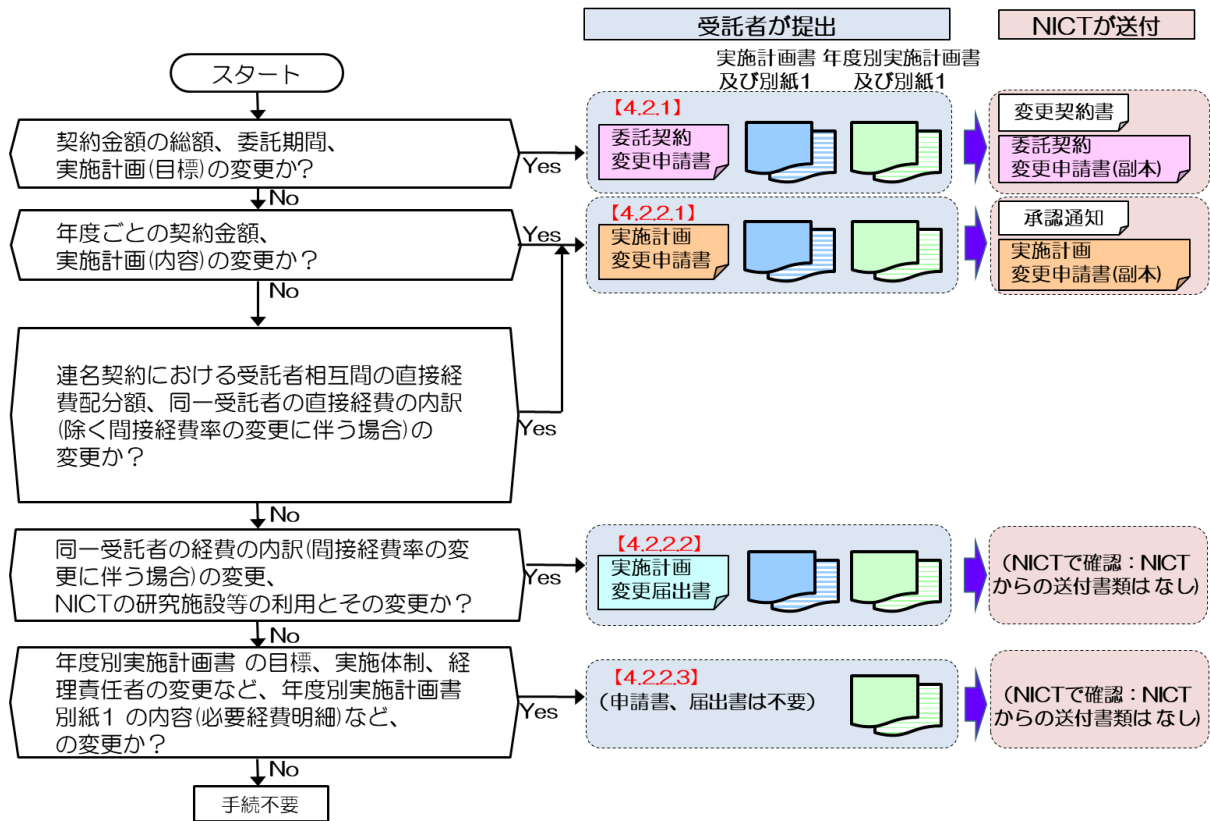 受託者が提出
NICTが送付
実施計画書
及び別紙1
年度別実施計画書
及び別紙1
スタート
契約金額の総額、委託期間、
実施計画(目標)の変更か?
Yes
No
【4.2.1】
委託契約
変更申請書
変更契約書
委託契約
変更申請書(副本)
年度ごとの契約金額、
実施計画(内容)の変更か?
Yes
No
【4.2.2.1】
実施計画
変更申請書
承認通知
実施計画
変更申請書(副本)
連名契約における受託者相互間の直接経
費配分額、同一受託者の直接経費の内訳
(除く間接経費率の変更に伴う場合)の
変更か?
Yes
No
同一受託者の経費の内訳(間接経費率の変
更に伴う場合)の変更、
NICTの研究施設等の利用とその変更か?
Yes
No
【4.2.2.2】
実施計画
変更届出書
(NICTで確認:NICT
からの送付書類はなし)
年度別実施計画書 の目標、実施体制、経
理責任者の変更など、年度別実施計画書
別紙1 の内容(必要経費明細)など、
の変更か?
Yes
No
【4.2.2.3】
(申請書、届出書は不要)
(NICTで確認:NICT
からの送付書類はなし)
手続不要